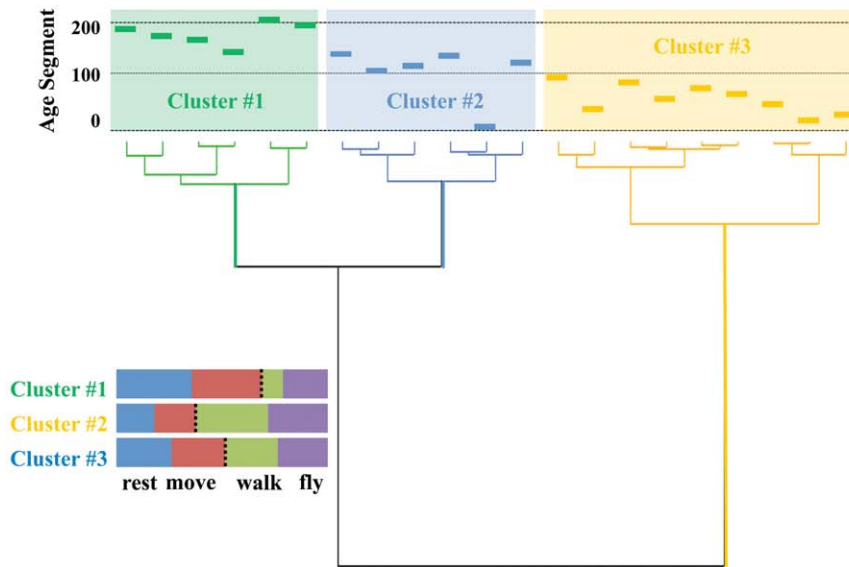 Age Segment
200
100
0
Cluster #1
Cluster #2
Cluster #3
Cluster #1
Cluster #2
Cluster #3
rest move walk fly